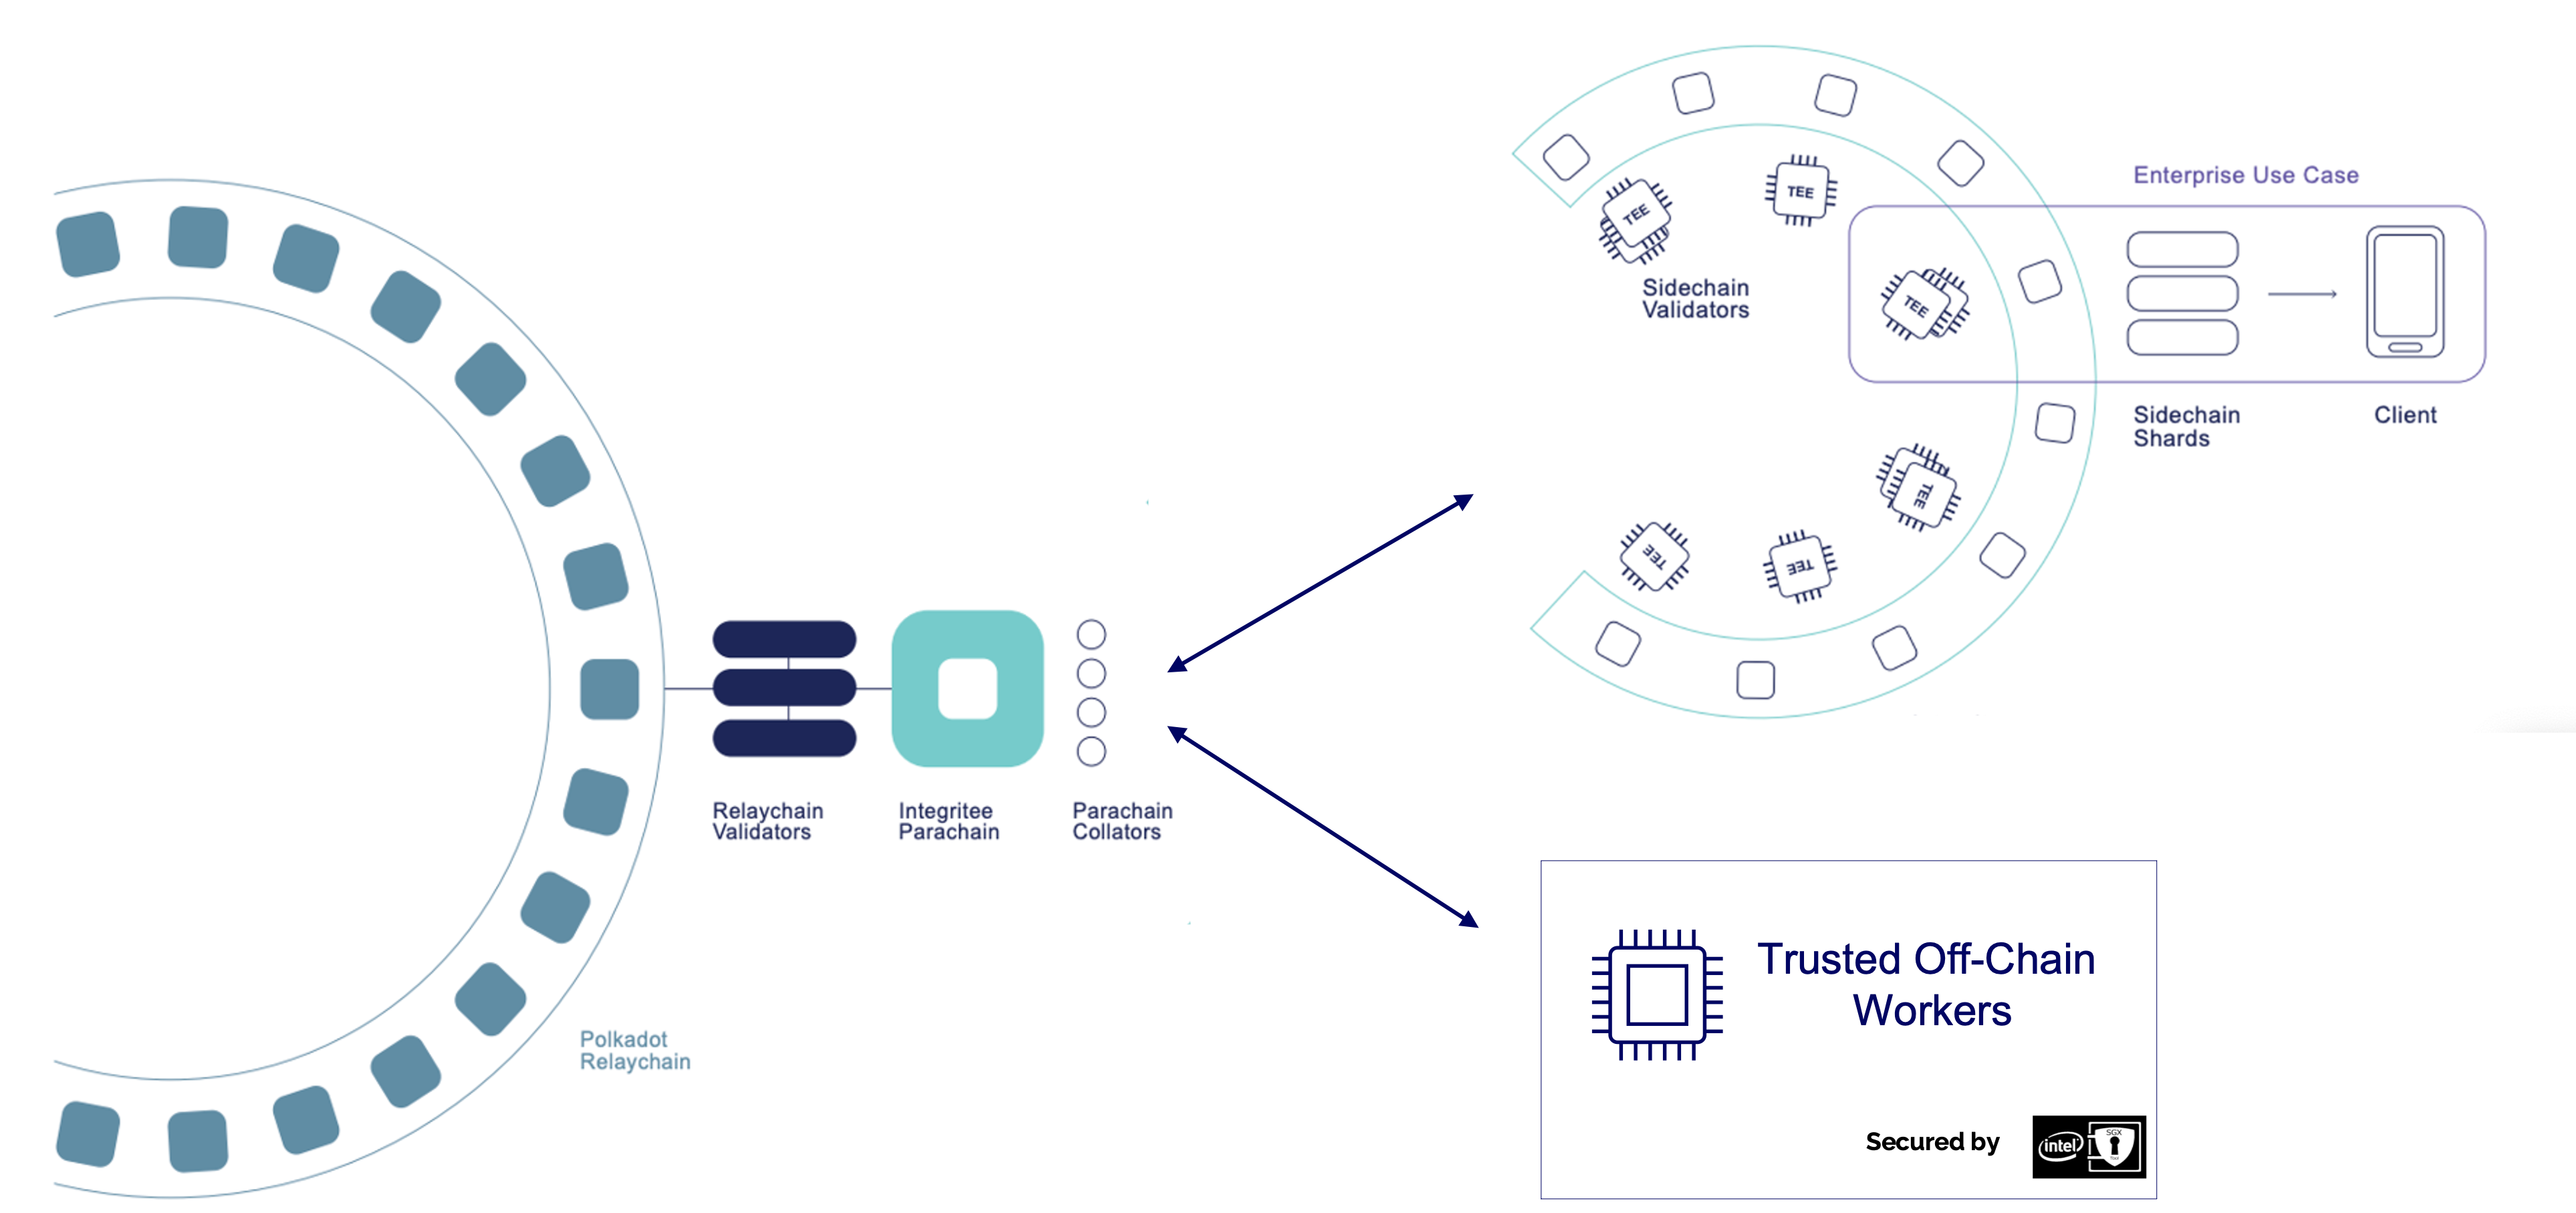 Enterprise Use Case
TEE
TEE
TEE
Sidechain
Validators
Sidechain
Shards
Client
TEE
TEE
TEE
Relaychain
Validators
Integritee
Parachain
Parachain
Collators
Polkadot
Relaychain
Trusted Off-Chain
Workers
Secured by
intel
SGX